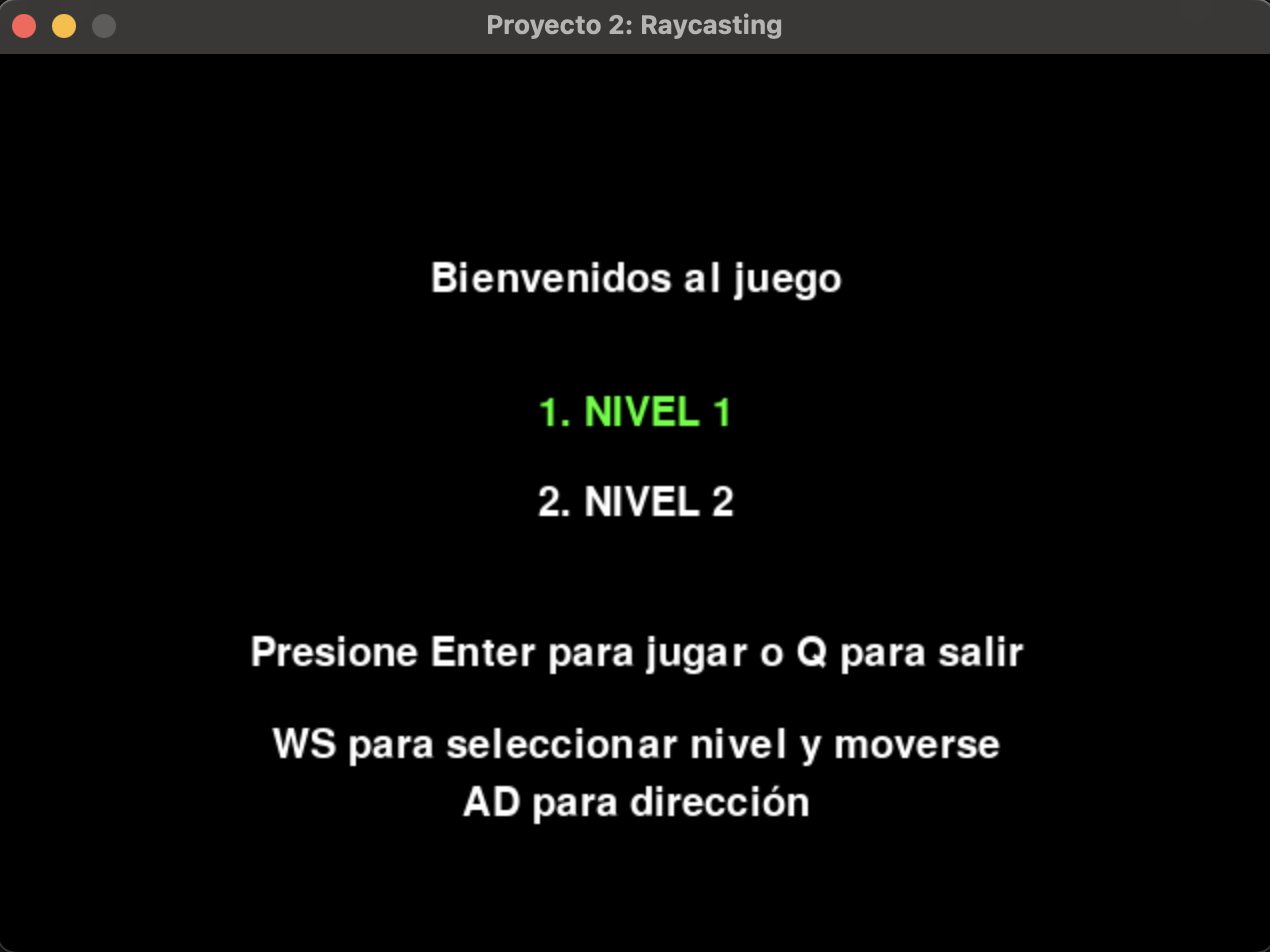 Proyecto 2: Raycasting
Bienvenidos al juego
1. NIVEL 1
2. NIVEL 2
Presione Enter para jugar o Q para salir
WS para seleccionar nivel y moverse
AD para dirección